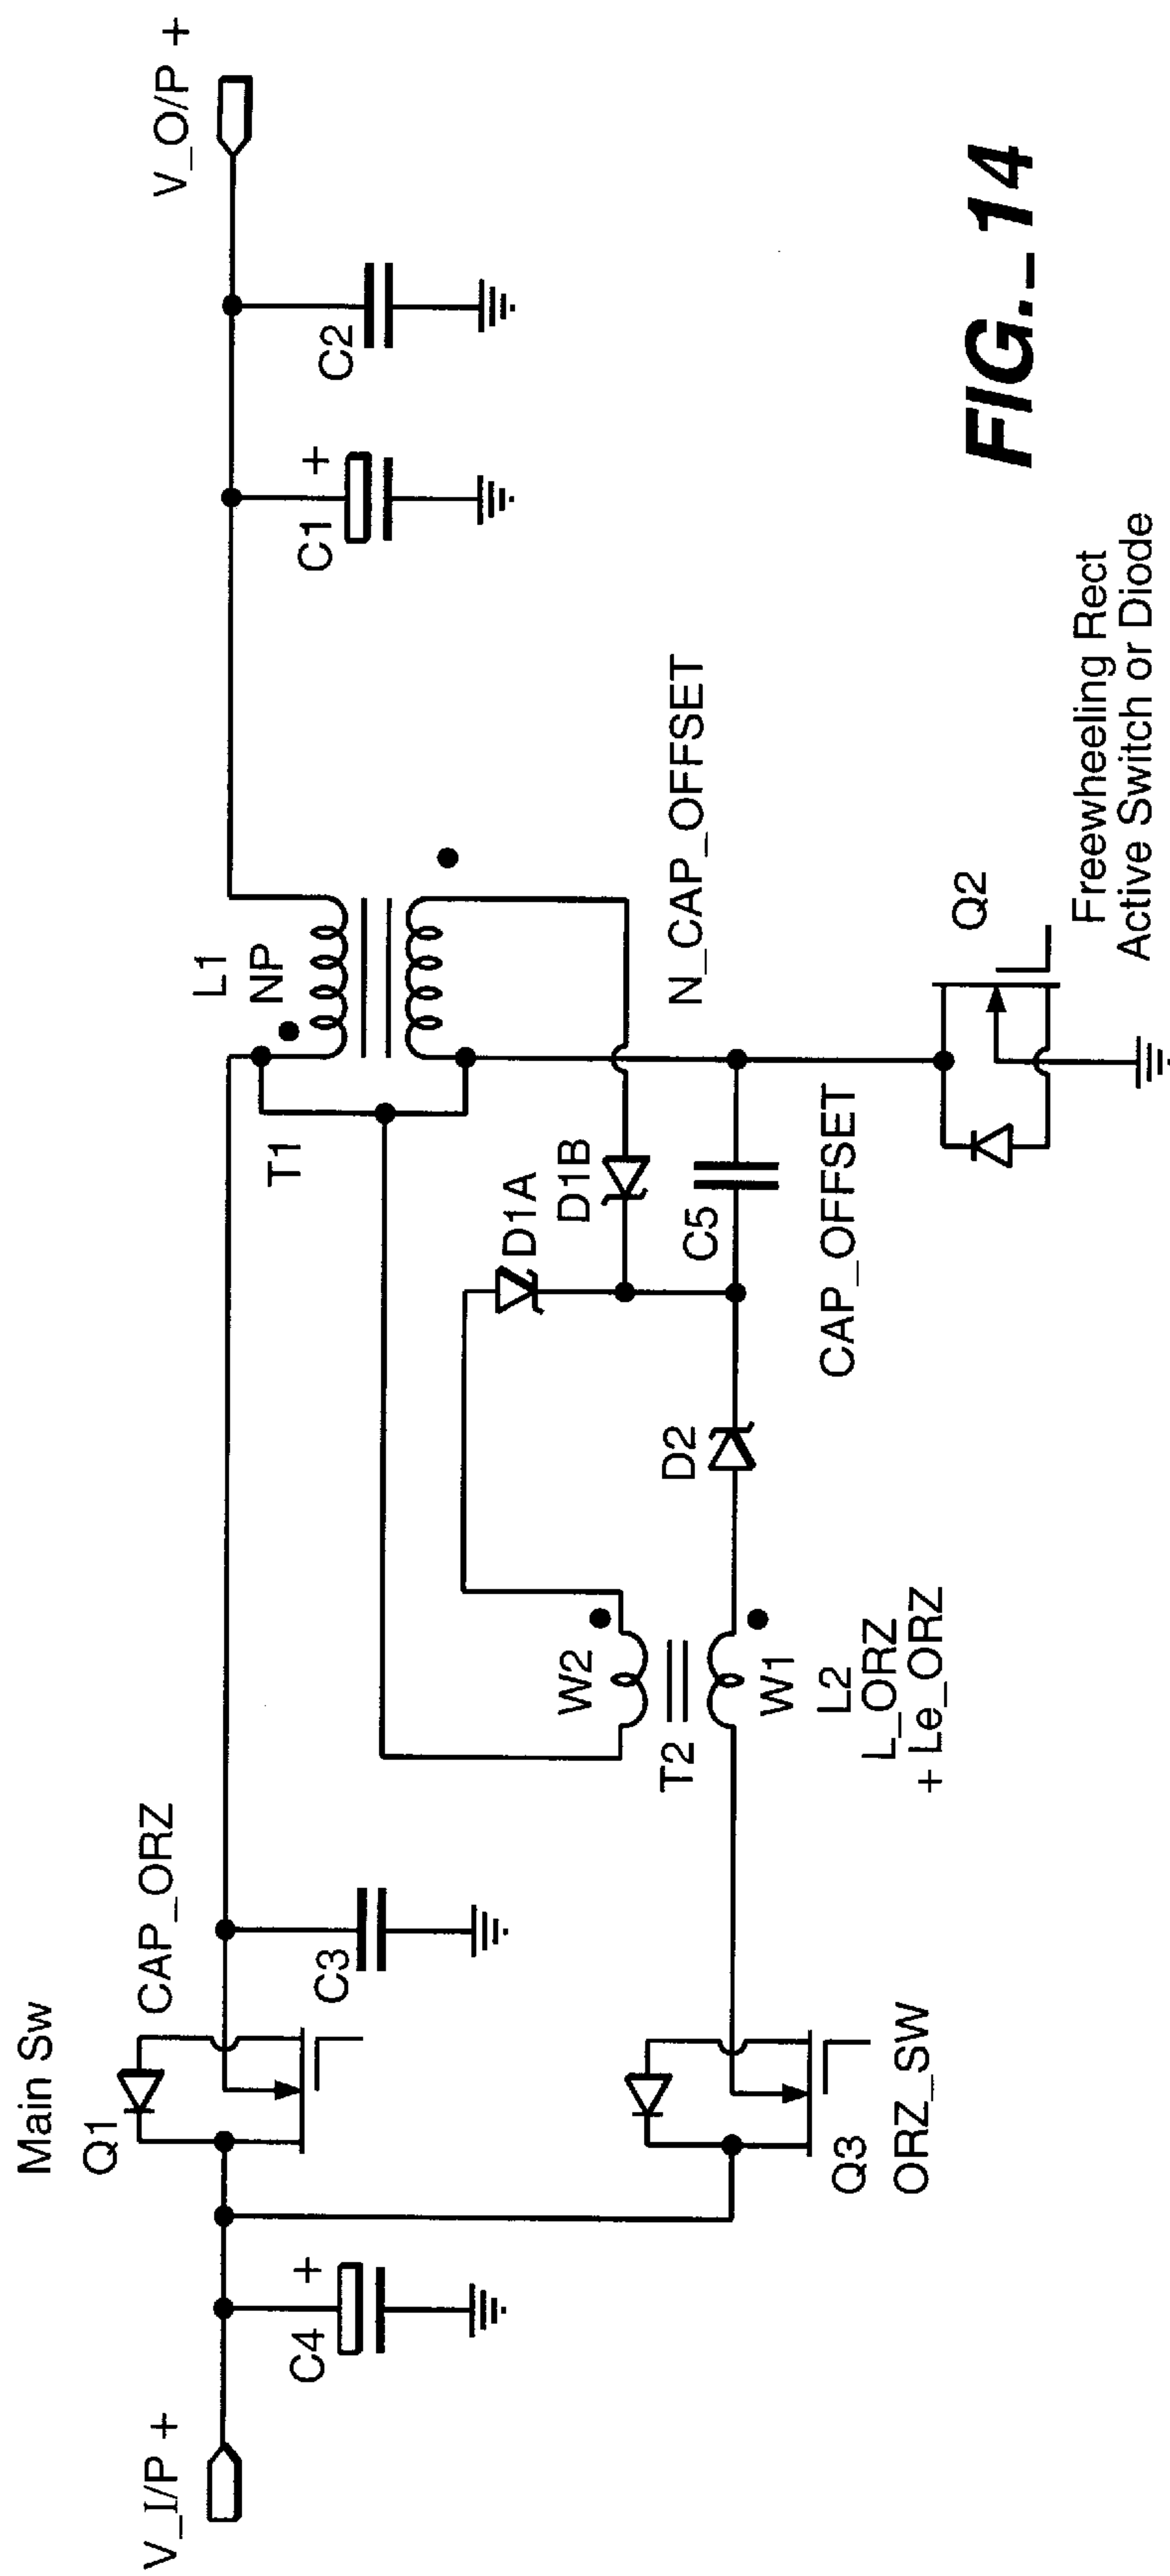 V_I/P +
C4
+
Main Sw
Q1
CAP_ORZ
C3
Q3
ORZ_SW
T2
W2
W1
L2
L_ORZ
+ Le_ORZ
D2
D1A
D1B
C5
CAP_OFFSET
T1
L1
NP
N_CAP_OFFSET
Q2
Freewheeling Rect
Active Switch or Diode
C1
+
C2
V_O/P +
FIG._14